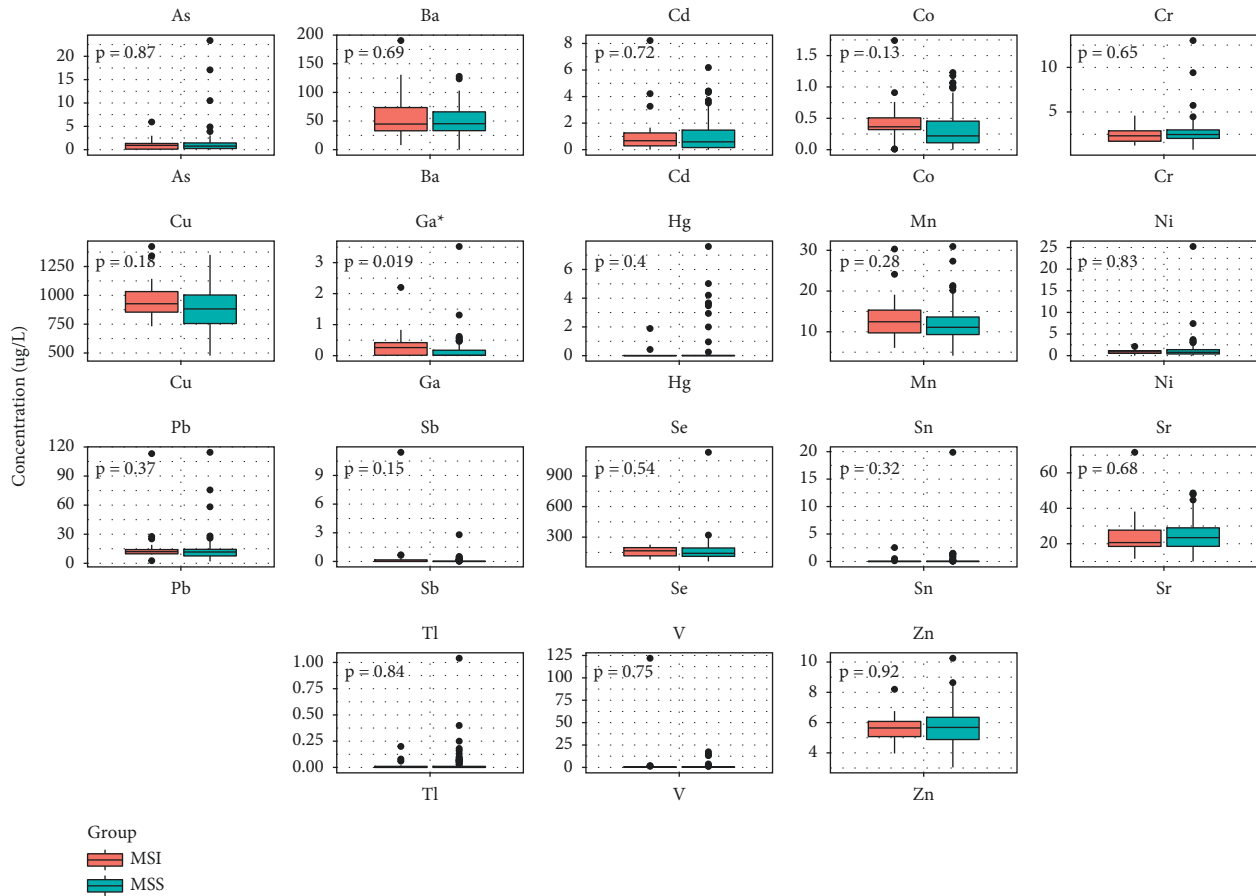 As Ba Cd Co Cr
p = 0.87 p = 0.69 p = 0.72 p = 0.13 p = 0.65
20 15 10 5 0
200 150 100 50 0
8 6 4 2 0
1.5 1.0 0.5 0.0
10 5
As Ba Cd Co Cr
Cu Ga* Hg Mn Ni
p = 0.18 p = 0.019 p = 0.4 p = 0.28 p = 0.83
1250 1000 750 500
3 2 1 0
6 4 2 0
30 20 10
25 20 15 10 5 0
Cu Ga Hg Mn Ni
Concentration (ug/L)
Pb Sb Se Sn Sr
p = 0.37 p = 0.15 p = 0.54 p = 0.32 p = 0.68
120 90 60 30 0
9 6 3 0
900 600 300
20 15 10 5 0
60 40 20
Pb Sb Se Sn Sr
Tl V Zn
p = 0.84 p = 0.75 p = 0.92
1.00 0.75 0.50 0.25 0.00
125 100 75 50 25 0
10 8 6 4
Tl V Zn
Group
MSI
MSS